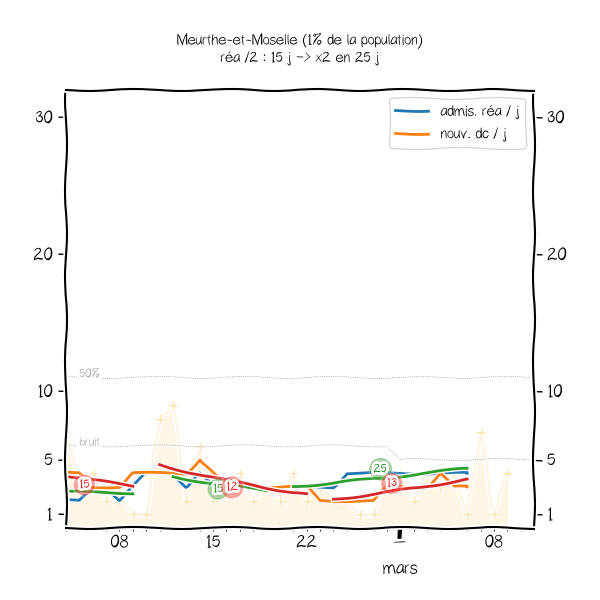 Meurthe-et-Moselle (1% de la population)
réa /2 : 15 j -> x2 en 25 j
admis. réa / j
nouv. dc / j
30 30
20 20
50%
10 10
bruit
5 5
25
15 15 12 13
1 1
08 15 22 1 08
mars